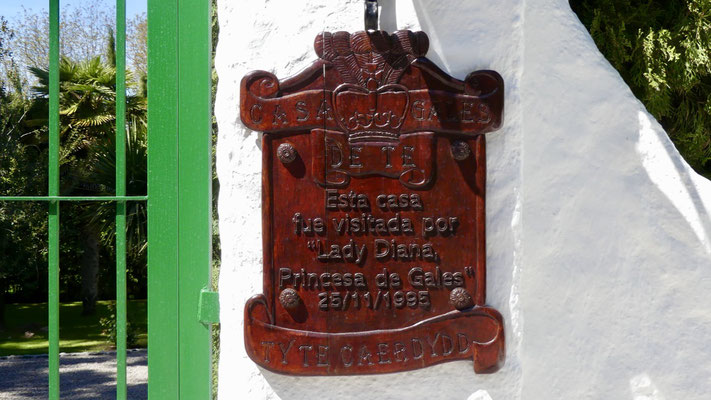 CASA GALES
DE TE
Esta casa
fue visitada por
"Lady Diana,
Princesa de Gales"
25/11/1995
TY TE CAERDYDD